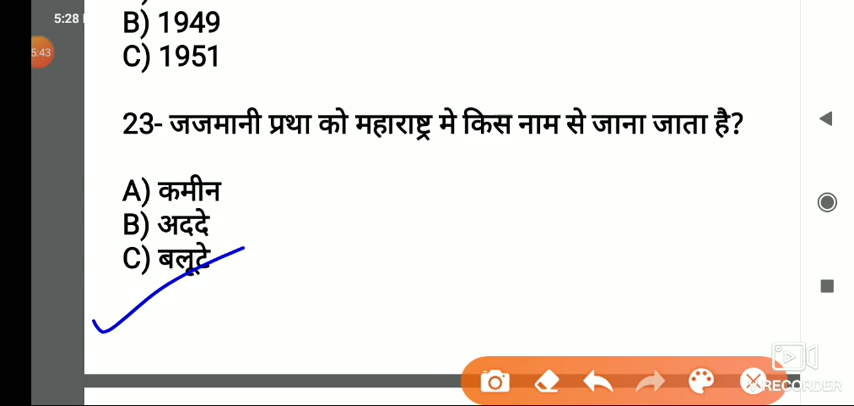 5:28
B) 1949
5:43
C) 1951
23- जजमानी प्रथा को महाराष्ट्र मे किस नाम से जाना जाता है?
A) कमीन
B) अददे
C) बलूटे
RECORDER